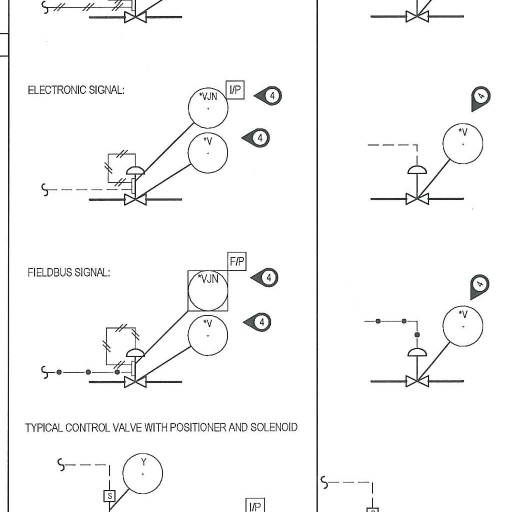 ELECTRONIC SIGNAL:
*VJN
I/P
4
*V
4
4
*V
FIELDBUS SIGNAL:
*VJN
F/P
4
*V
4
4
*V
TYPICAL CONTROL VALVE WITH POSITIONER AND SOLENOID
Y
S
I/P